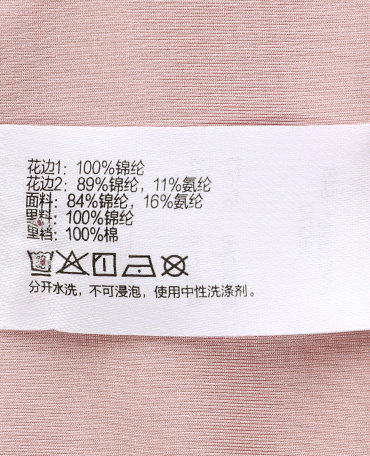 花边1：100%锦纶
花边2：89%锦纶，11%氨纶
面料：84%锦纶，16%氨纶
里料：100%锦纶
里裆：100%棉
分开水洗，不可浸泡，使用中性洗涤剂。